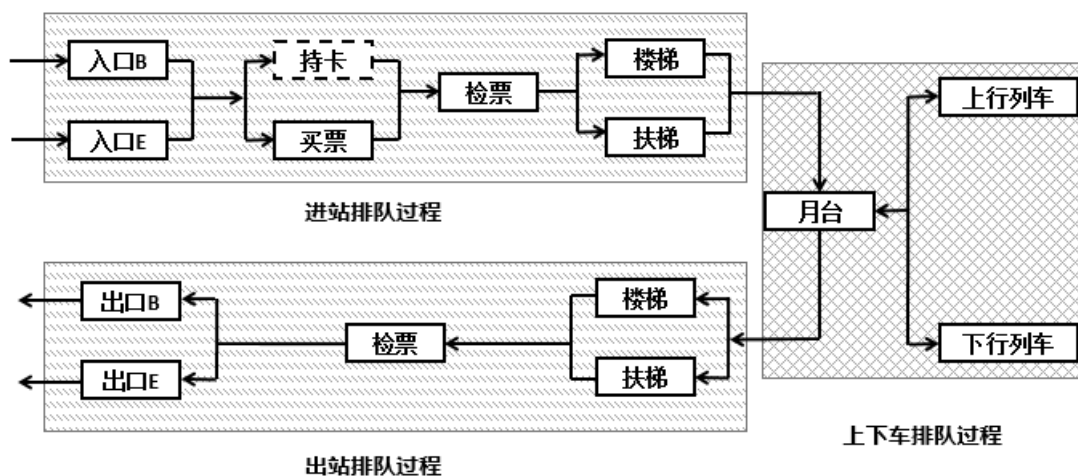 入口B
持卡
楼梯
检票
上行列车
入口E
买票
扶梯
进站排队过程
月台
出口B
楼梯
检票
下行列车
出口E
扶梯
上下车排队过程
出站排队过程